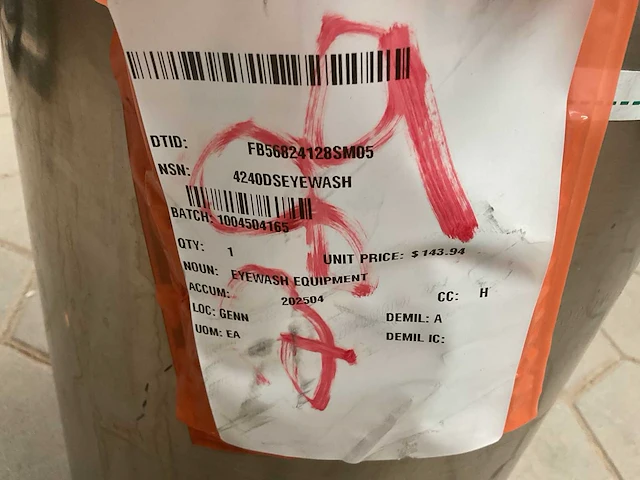 DTID: FB56824128SM05
NSN: 4240DSEYEWASH
BATCH: 1004504165
QTY: 1 UNIT PRICE: $ 143.94
NOUN: EYEWASH EQUIPMENT
ACCUM: 202504 CC: H
LOC: GENN DEMIL: A
UOM: EA DEMIL IC: